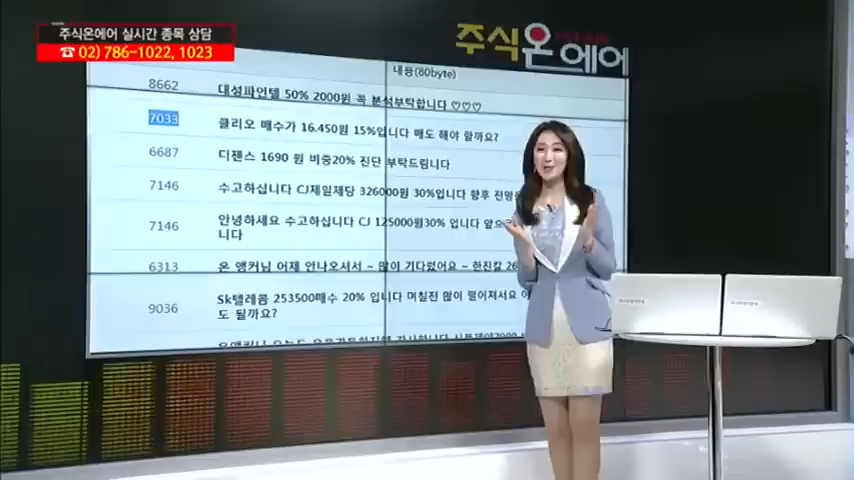 주식온에어 실시간 종목 상담
☎ 02) 786-1022, 1023
주식온에어
내용(80byte)
8662 대성파인텔 50% 2000원 꼭 분석부탁합니다 ♡♡♡
7033 클리오 매수가 16.450원 15%입니다 매도 해야 할까요?
6687 디젠스 1690 원 비중20% 진단 부탁드립니다
7146 수고하십니다 CJ제일제당 326000원 30%입니다 향후 전망
7146 안녕하세요 수고하십니다 CJ 125000원30% 입니다 앞으
니다
6313 온 앵커님 어제 안나오셔서 ~ 많이 기다렸어요 ~ 한진칼 26
9036 Sk텔레콤 253500매수 20% 입니다 며칠진 많이 떨어져서요
도 될까요?